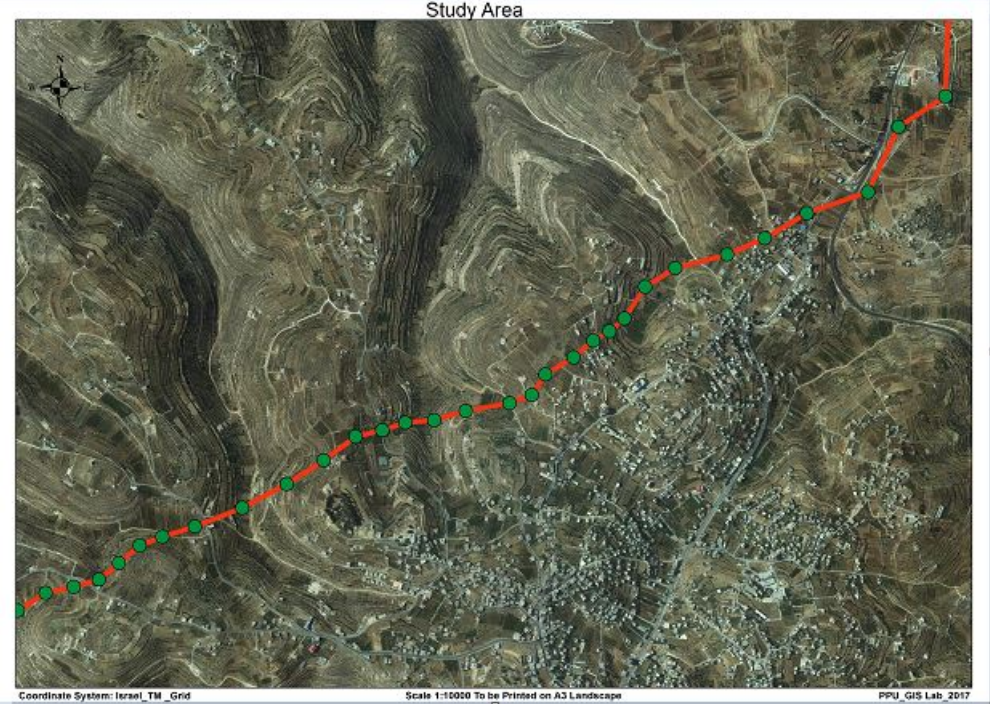 Study Area
N
Coordinate System: Israel_TM _Grid
Scale 1:10000 To be Printed on A3 Landscape
PPU_GIS Lab_2017